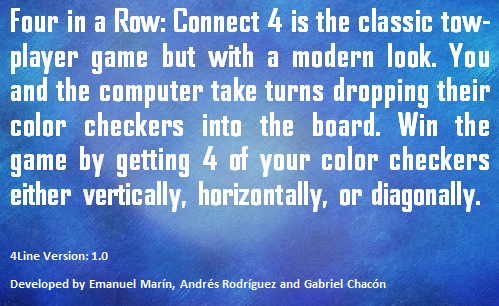 Four in a Row: Connect 4 is the classic tow-
player game but with a modern look. You
and the computer take turns dropping their
color checkers into the board. Win the
game by getting 4 of your color checkers
either vertically, horizontally, or diagonally.
4Line Version: 1.0
Developed by Emanuel Marín, Andrés Rodríguez and Gabriel Chacón